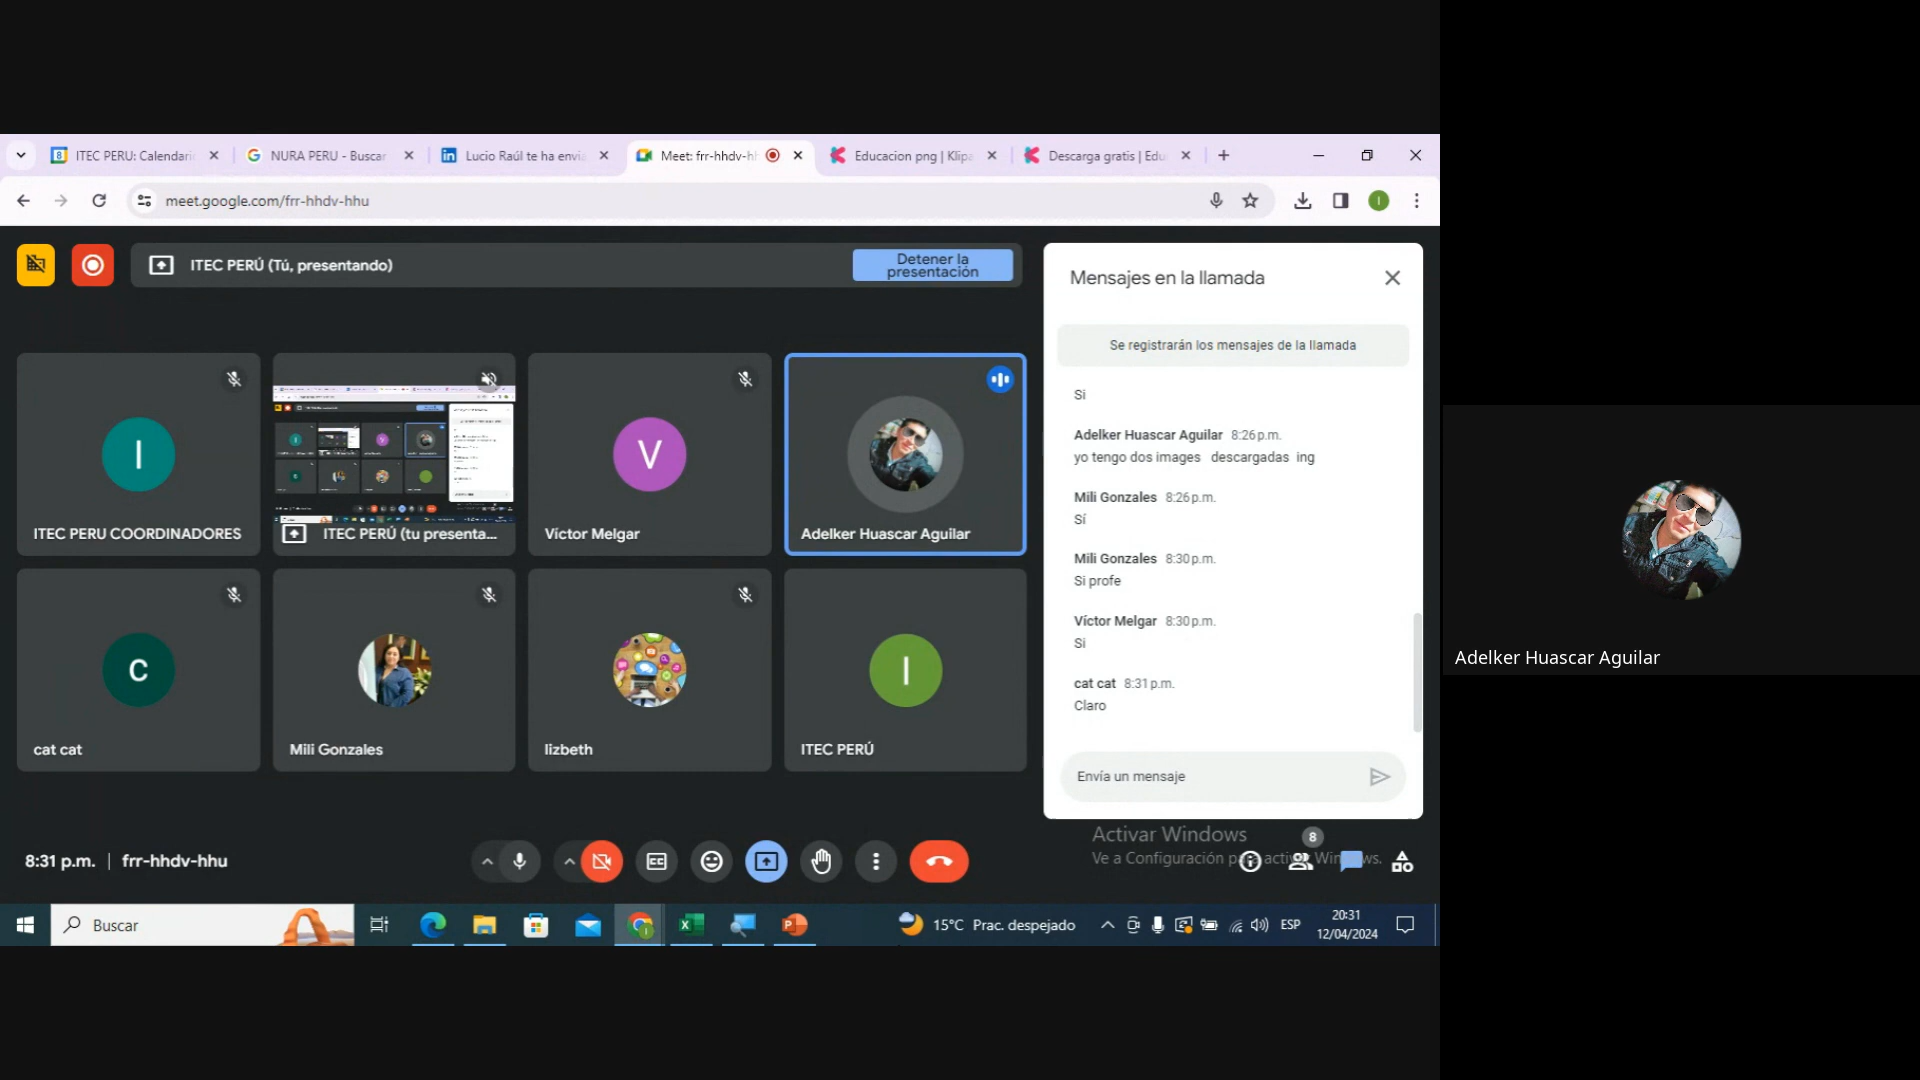 ITEC PERU: Calendari
NURA PERU - Buscar
Lucio Raúl te ha envi
Meet: frr-hhdv-h
Educacion png | Klip
Descarga gratis | Edu
meet.google.com/frr-hhdv-hhu
ITEC PERÚ (Tú, presentando)
Detener la
presentación
Mensajes en la llamada
Se registrarán los mensajes de la llamada
Si
Adelker Huascar Aguilar 8:26 p.m.
yo tengo dos images descargadas ing
Mili Gonzales 8:26 p.m.
Sí
Mili Gonzales 8:30 p.m.
Si profe
Víctor Melgar 8:30 p.m.
Si
cat cat 8:31 p.m.
Claro
Envía un mensaje
I
ITEC PERU COORDINADORES
ITEC PERÚ (tu presenta...
V
Víctor Melgar
Adelker Huascar Aguilar
c
cat cat
Mili Gonzales
lizbeth
I
ITEC PERÚ
Adelker Huascar Aguilar
Activar Windows
Ve a Configuración para activar Windows.
8
8:31 p.m. | frr-hhdv-hhu
Buscar
15°C Prac. despejado
ESP
20:31
12/04/2024